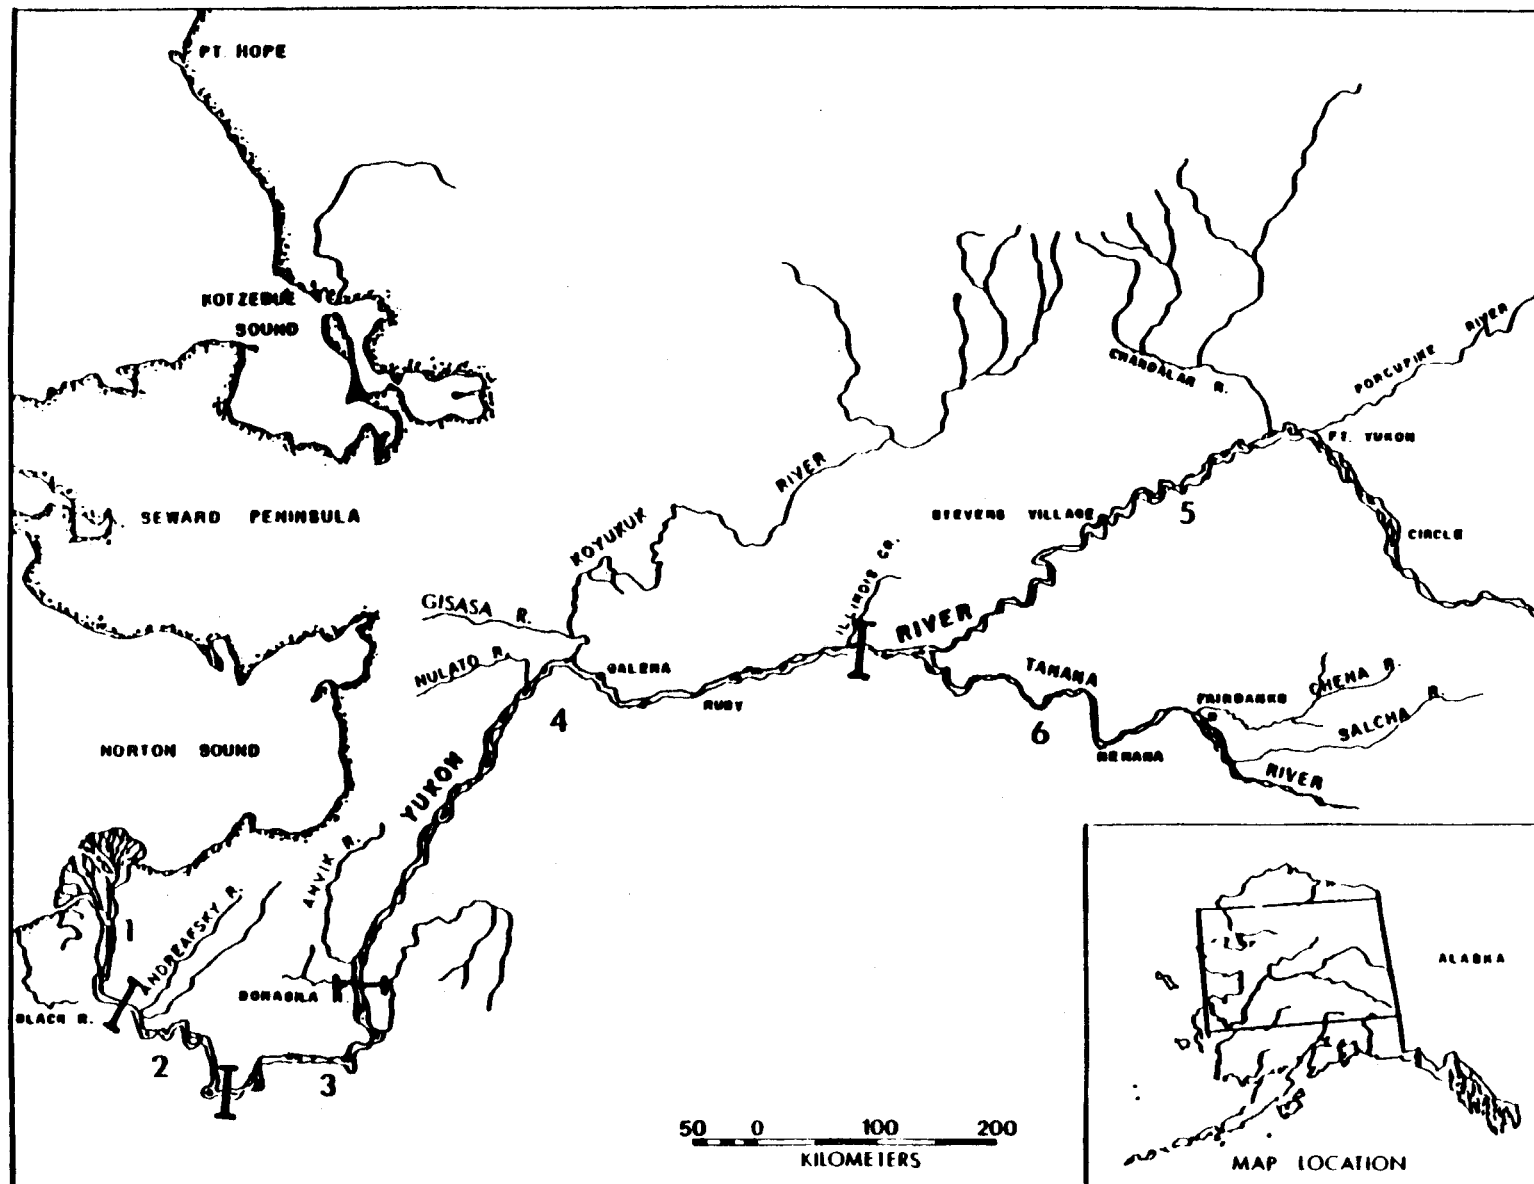 PT. HOPE
KOTZEBUE
SOUND
CHANDALAR R.
PORCUPINE RIVER
FT. YUKON
KOYUKUK RIVER
STEVENS VILLAGE
5
CIRCLE
SEWARD PENINSULA
ILLINOIS CR.
GISASA R.
RIVER
NULATO R.
GALENA
RUBY
TANANA
FAIRBANKS
CHENA R.
SALCHA R.
4
6
NENANA
RIVER
NORTON SOUND
YUKON
ANVIK R.
1
ANDREAFSKY R.
BONASILA R.
BLACK R.
2
3
ALASKA
50 0 100 200
KILOMETERS
MAP LOCATION